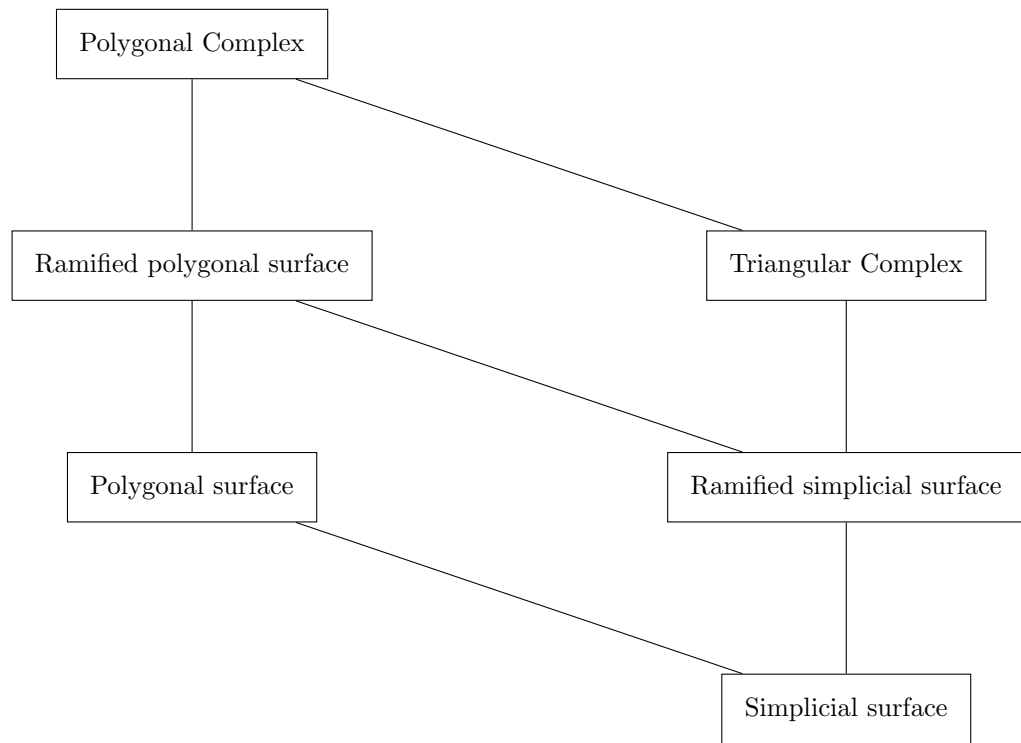 Polygonal Complex
Ramified polygonal surface
Triangular Complex
Polygonal surface
Ramified simplicial surface
Simplicial surface